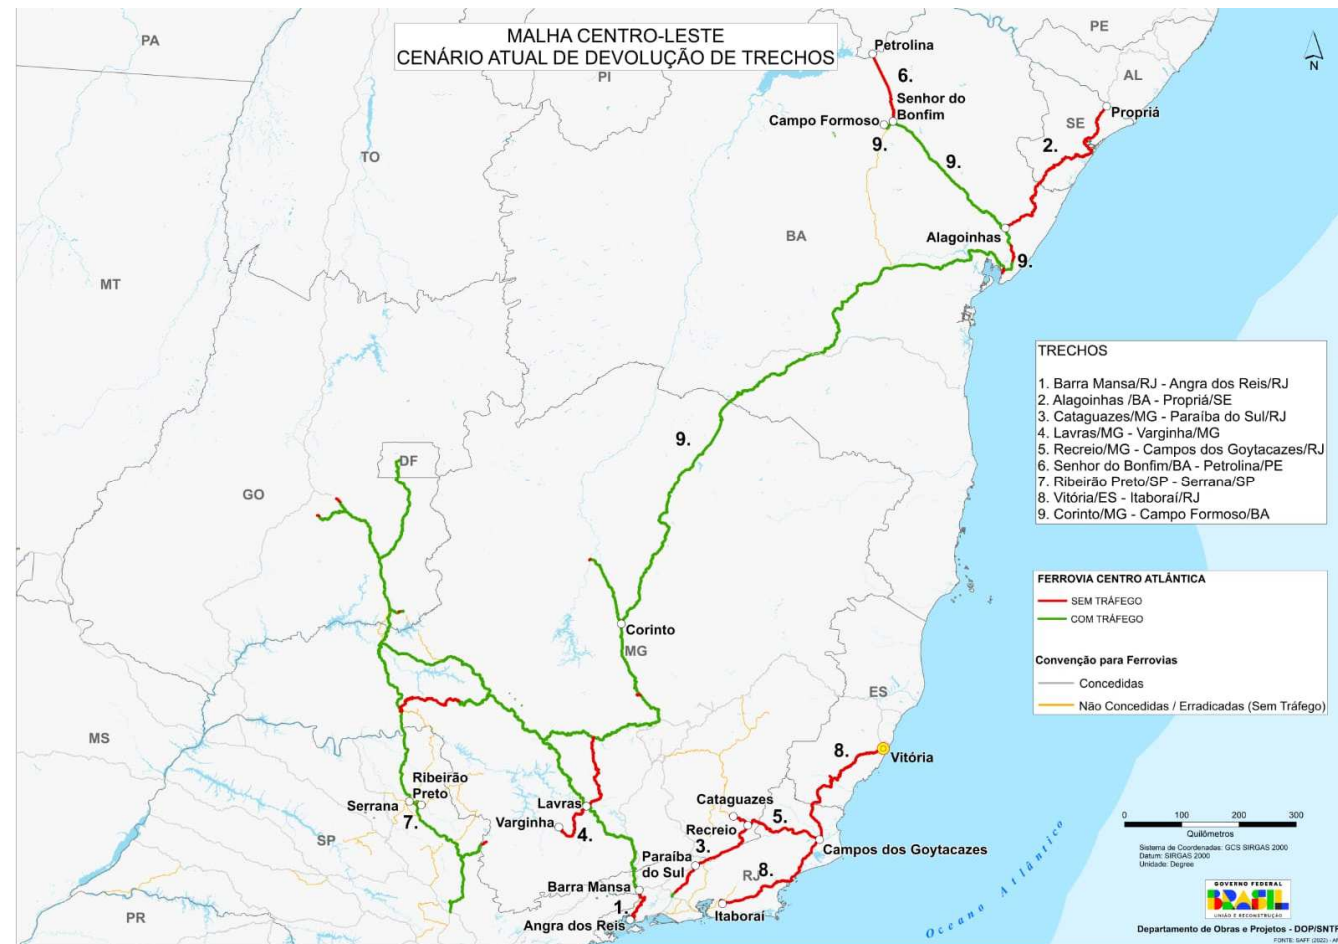 MALHA CENTRO-LESTE
CENÁRIO ATUAL DE DEVOLUÇÃO DE TRECHOS
PA
PI
PE
AL
N
Petrolina
6.
Senhor do
Bonfim
Campo Formoso
9.
9.
Propriá
SE
2.
TO
BA
Alagoinhas
9.
MT
TRECHOS
1. Barra Mansa/RJ - Angra dos Reis/RJ
2. Alagoinhas /BA - Propriá/SE
3. Cataguazes/MG - Paraíba do Sul/RJ
4. Lavras/MG - Varginha/MG
5. Recreio/MG - Campos dos Goytacazes/RJ
6. Senhor do Bonfim/BA - Petrolina/PE
7. Ribeirão Preto/SP - Serrana/SP
8. Vitória/ES - Itaboraí/RJ
9. Corinto/MG - Campo Formoso/BA
9.
DF
GO
FERROVIA CENTRO ATLÂNTICA
SEM TRÁFEGO
COM TRÁFEGO
Convenção para Ferrovias
Concedidas
Não Concedidas / Erradicadas (Sem Tráfego)
Corinto
MG
ES
MS
8.
Vitória
Ribeirão
Preto
Serrana
7.
SP
Lavras
Varginha
4.
Cataguazes
5.
Recreio
3.
Paraíba
do Sul
Campos dos Goytacazes
RJ
8.
Barra Mansa
1.
Angra dos Reis
Itaboraí
PR
Oceano Atlântico
0 100 200 300
Quilômetros
Sistema de Coordenadas: GCS SIRGAS 2000
Datum: SIRGAS 2000
Unidade: Degree
GOVERNO FEDERAL
BRASIL
UNIÃO E RECONSTRUÇÃO
Departamento de Obras e Projetos - DOP/SNTF
FONTE: SAFF (2022)